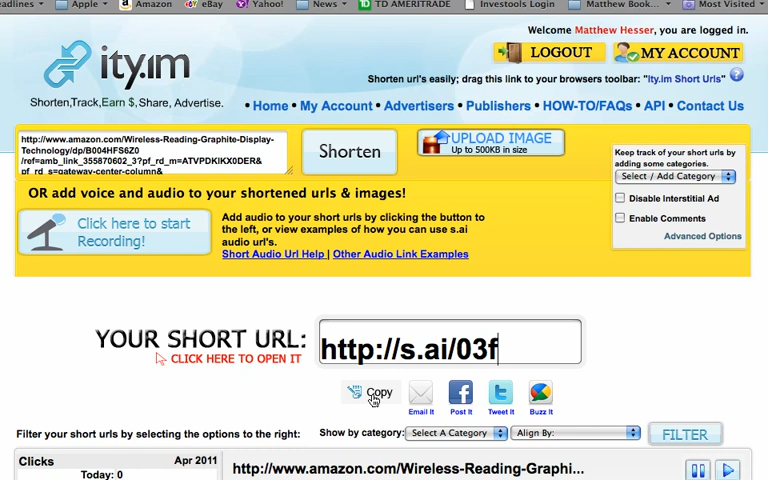 adlines
Apple
Amazon
eBay
Yahoo!
News
TD AMERITRADE
Investools Login
Matthew Book...
Most Visited
Welcome Matthew Hesser, you are logged in.
LOGOUT
MY ACCOUNT
ity.im
Shorten url's easily; drag this link to your browsers toolbar: "Ity.im Short Urls" ?
Shorten,Track,Earn $,Share, Advertise.
• Home • My Account • Advertisers • Publishers • HOW-TO/FAQs • API • Contact Us
http://www.amazon.com/Wireless-Reading-Graphite-Display-
Technology/dp/B004HFS6Z0
/ref=amb_link_355870602_3?pf_rd_m=ATVPDKIKX0DER&
pf_rd_s=gateway-center-column&
Shorten
UPLOAD IMAGE
Up to 500KB in size
Keep track of your short urls by
adding some categories.
Select / Add Category
Disable Interstitial Ad
Enable Comments
Advanced Options
OR add voice and audio to your shortened urls & images!
Click here to start
Recording!
Add audio to your short urls by clicking the button to
the left, or view examples of how you can use s.ai
audio url's.
Short Audio Url Help | Other Audio Link Examples
YOUR SHORT URL:
CLICK HERE TO OPEN IT
http://s.ai/03f
Copy
Email It
Post It
Tweet It
Buzz It
Filter your short urls by selecting the options to the right:
Show by category:
Select A Category
Align By:
FILTER
Clicks
Apr 2011
Today: 0
http://www.amazon.com/Wireless-Reading-Graphi...